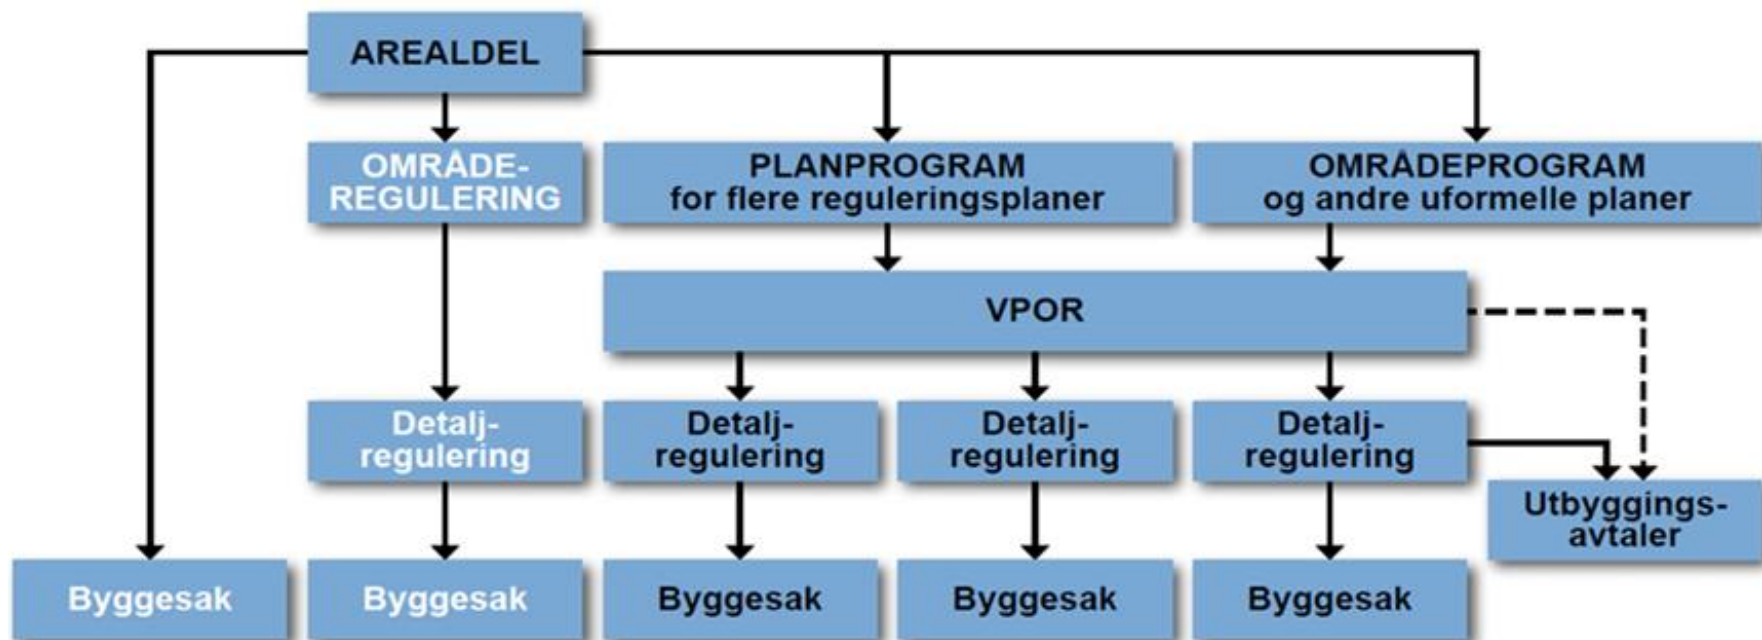 AREALDEL
OMRÅDE-
REGULERING
PLANPROGRAM
for flere reguleringsplaner
OMRÅDEPROGRAM
og andre uformelle planer
VPOR
Detalj-
regulering
Detalj-
regulering
Detalj-
regulering
Detalj-
regulering
Utbyggings-
avtaler
Byggesak
Byggesak
Byggesak
Byggesak
Byggesak